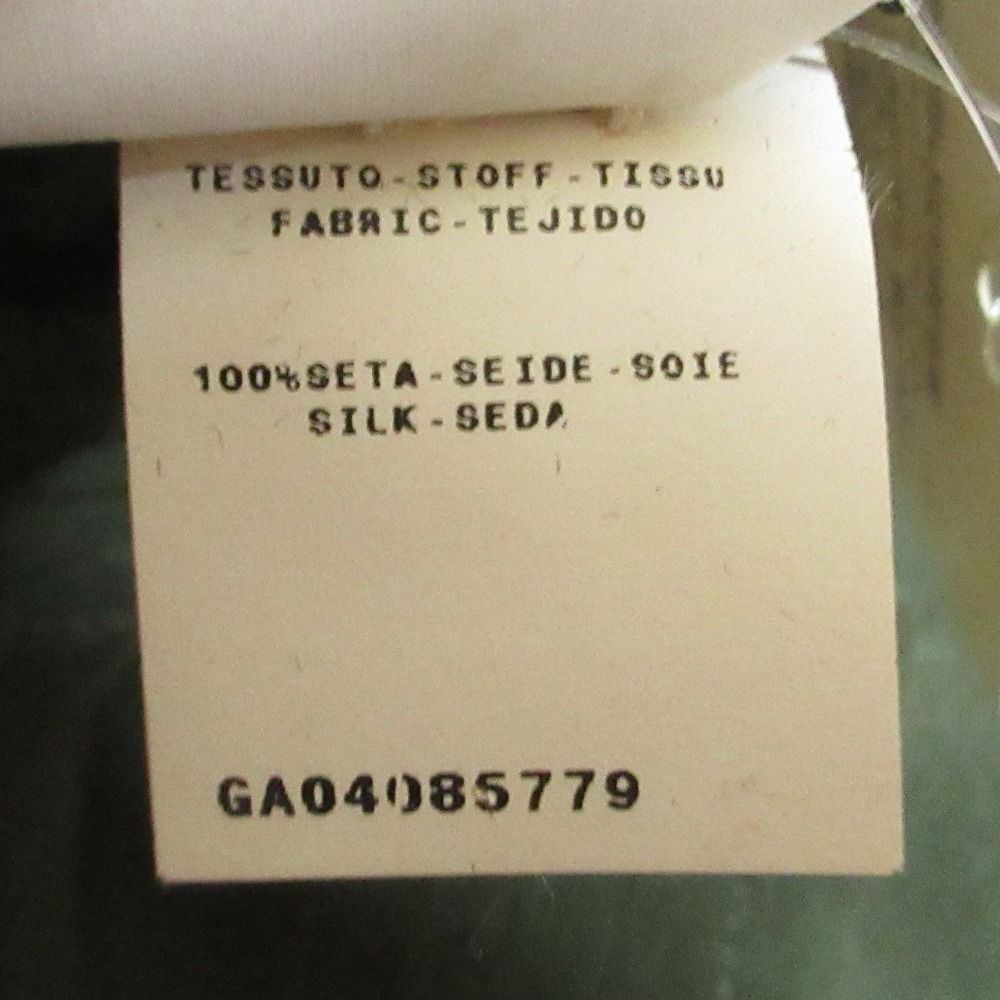 TESSUTO-STOFF-TISSU
FABRIC-TEJIDO
100%SETA-SEIDE-SOIE
SILK-SEDA
GA04085779